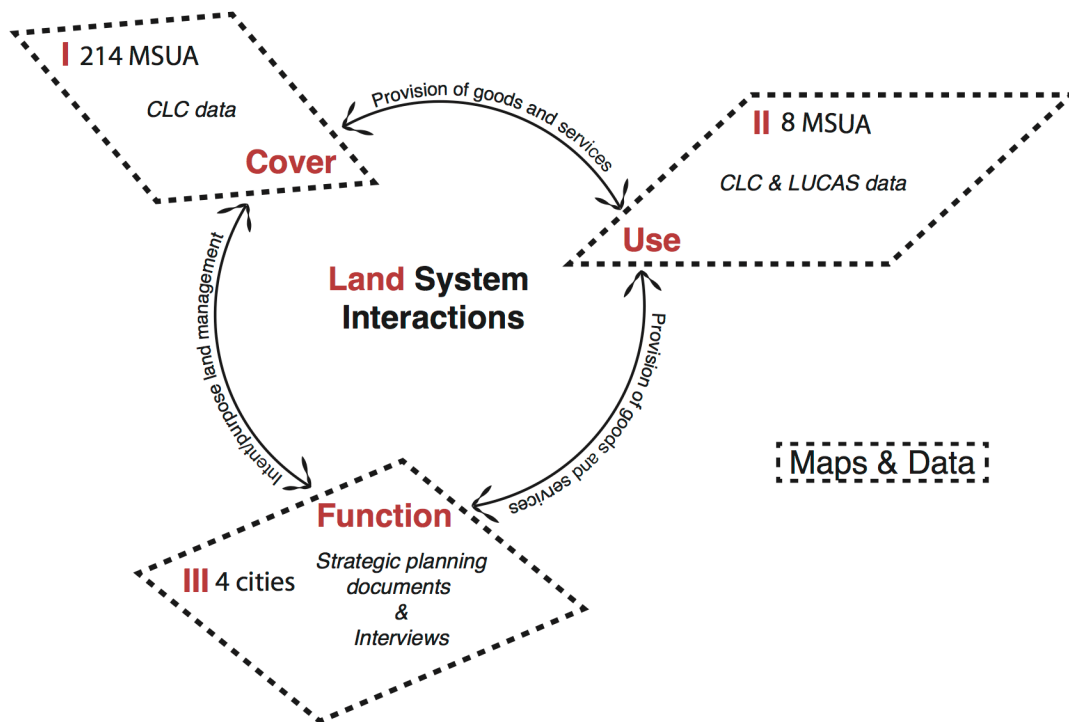 I 214 MSUA
CLC data
Cover
Provision of goods and services
II 8 MSUA
CLC & LUCAS data
Use
Land System
Interactions
Intent/purpose land management
Provision of goods and services
Maps & Data
Function
III 4 cities
Strategic planning
documents
&
Interviews